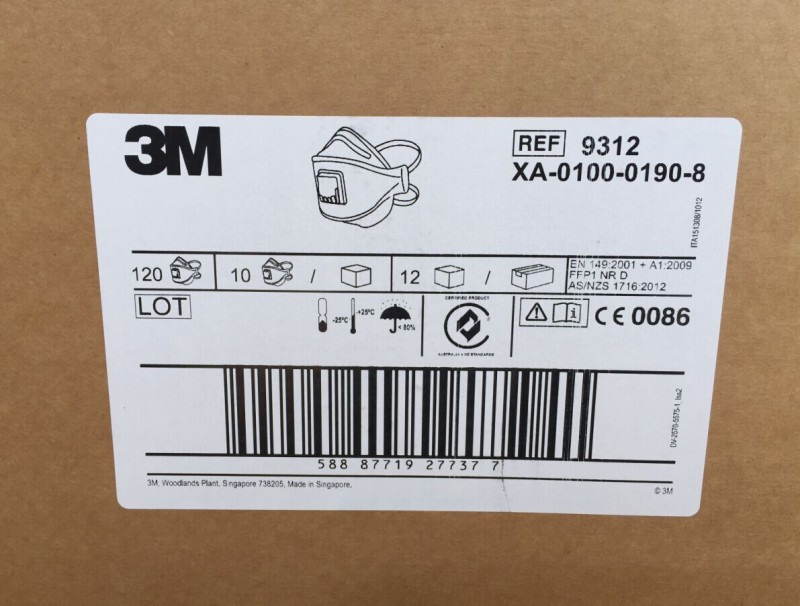 3M
REF 9312
XA-0100-0190-8
ITA151308/1012
120
10 /
12 /
EN 149:2001 + A1:2009
FFP1 NR D
AS/NZS 1716:2012
LOT
-25°C
+25°C
< 80%
CERTIFIED PRODUCT
STANDARDS
i
CE 0086
DV-2570-5575-1_Iss2
588 87719 27737 7
3M, Woodlands Plant, Singapore 738205, Made in Singapore.
© 3M